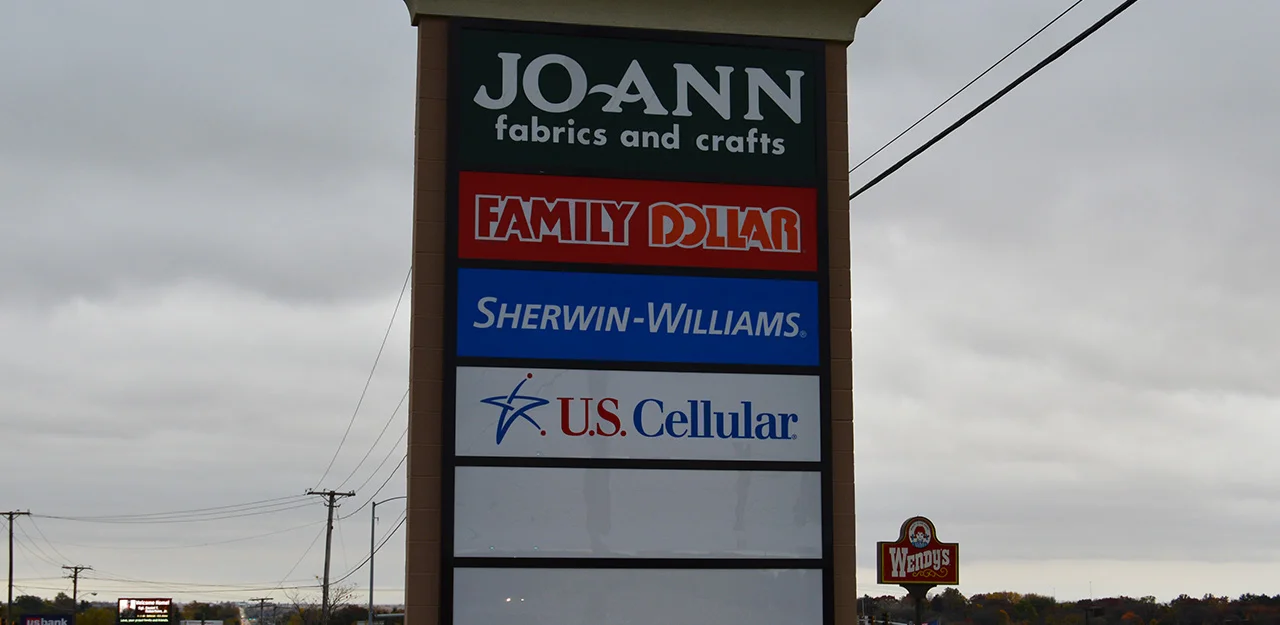 JO-ANN
fabrics and crafts
FAMILY DOLLAR
SHERWIN-WILLIAMS®
U.S. Cellular®
WENDY'S
usbank